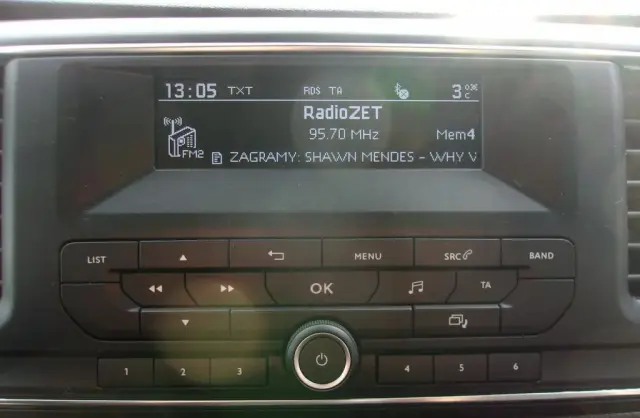 13:05 TXT RDS TA 3 03€ C
RadioZET
95.70 MHz Mem4
FM2 ZAGRAMY: SHAWN MENDES - WHY
LIST MENU SRC BAND
OK TA
1 2 3 4 5 6